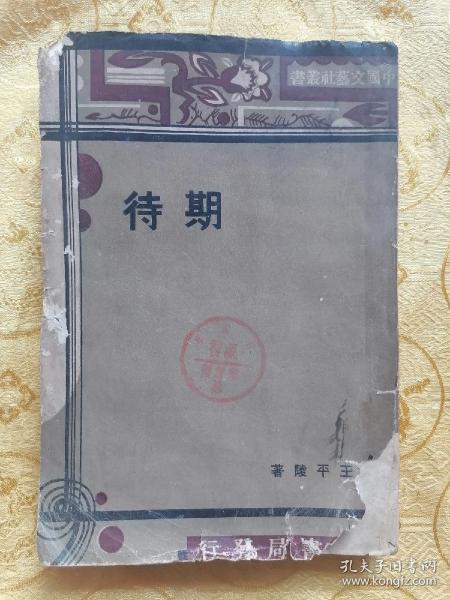 中國文藝社叢書
期待
王平陵著
書局發行
孔夫子旧书网
www.kongfz.com